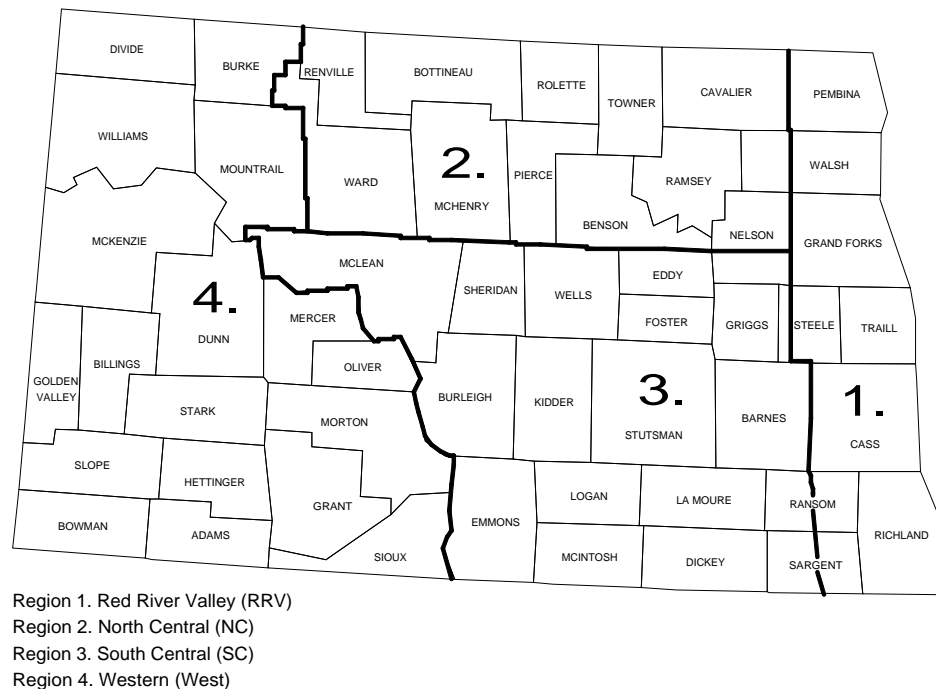 DIVIDE
BURKE
RENVILLE
BOTTINEAU
ROLETTE
TOWNER
CAVALIER
PEMBINA
WILLIAMS
MOUNTRAIL
WARD
2.
MCHENRY
PIERCE
BENSON
RAMSEY
NELSON
WALSH
GRAND FORKS
MCKENZIE
4.
DUNN
MCLEAN
MERCER
OLIVER
SHERIDAN
WELLS
EDDY
FOSTER
GRIGGS
STEELE
TRAILL
GOLDEN
VALLEY
BILLINGS
STARK
MORTON
BURLEIGH
KIDDER
3.
STUTSMAN
BARNES
1.
CASS
SLOPE
HETTINGER
GRANT
BOWMAN
ADAMS
SIOUX
EMMONS
LOGAN
LA MOURE
RANSOM
RICHLAND
MCINTOSH
DICKEY
SARGENT
Region 1. Red River Valley (RRV)
Region 2. North Central (NC)
Region 3. South Central (SC)
Region 4. Western (West)